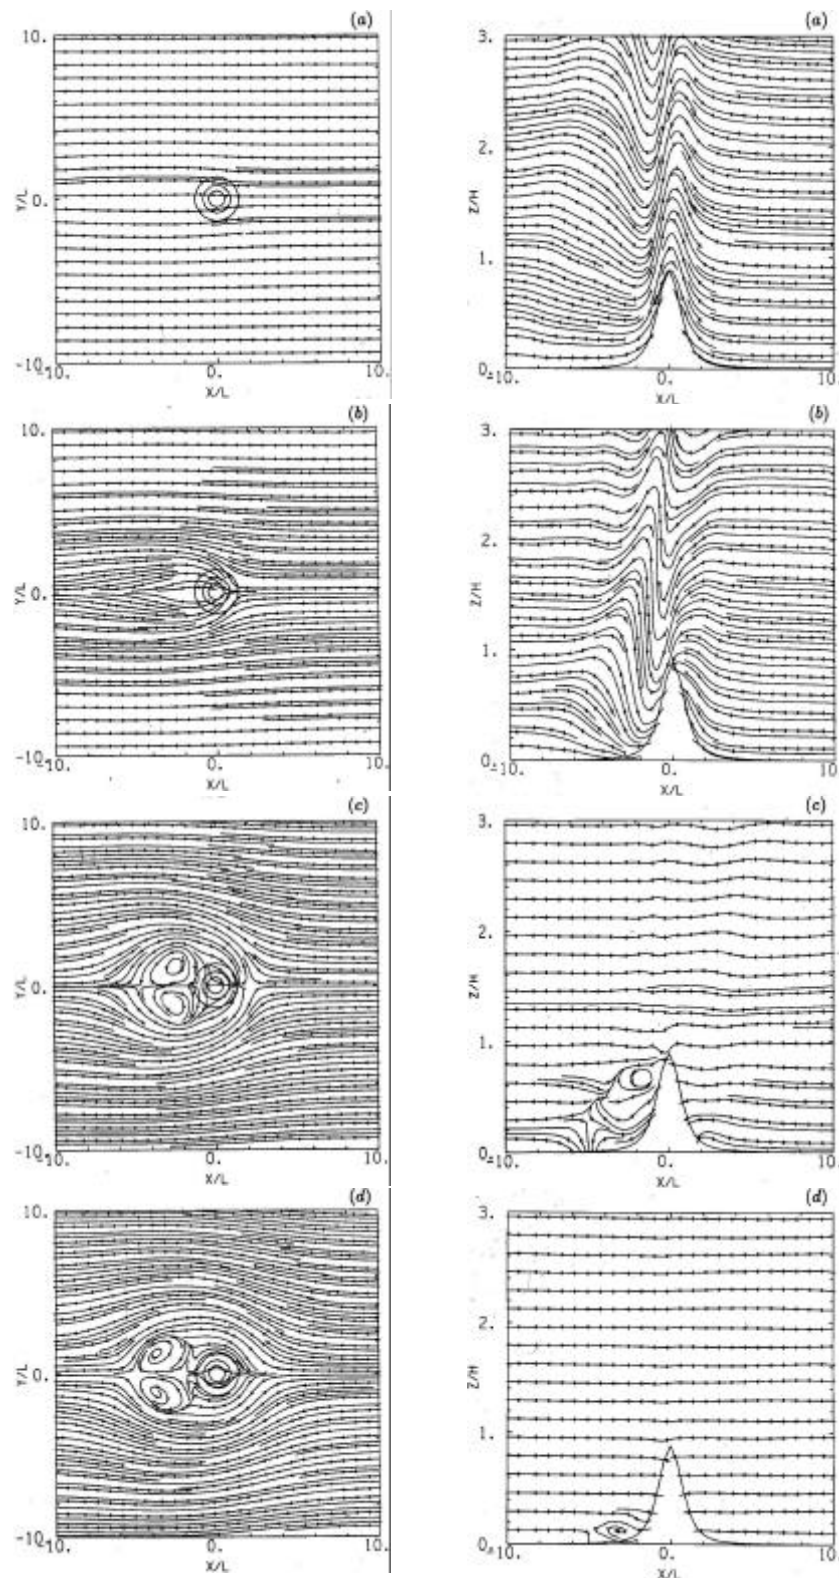 (a)
10.
Y/L
0.
-10.
-10.
0.
10.
X/L
(a)
3.
2.
Z/H
1.
0.
-10.
0.
10.
X/L
(b)
10.
Y/L
0.
-10.
-10.
0.
10.
X/L
(b)
3.
2.
Z/H
1.
0.
-10.
0.
10.
X/L
(c)
10.
Y/L
0.
-10.
-10.
0.
10.
X/L
(c)
3.
2.
Z/H
1.
0.
-10.
0.
10.
X/L
(d)
10.
Y/L
0.
-10.
-10.
0.
10.
X/L
(d)
3.
2.
Z/H
1.
0.
-10.
0.
10.
X/L